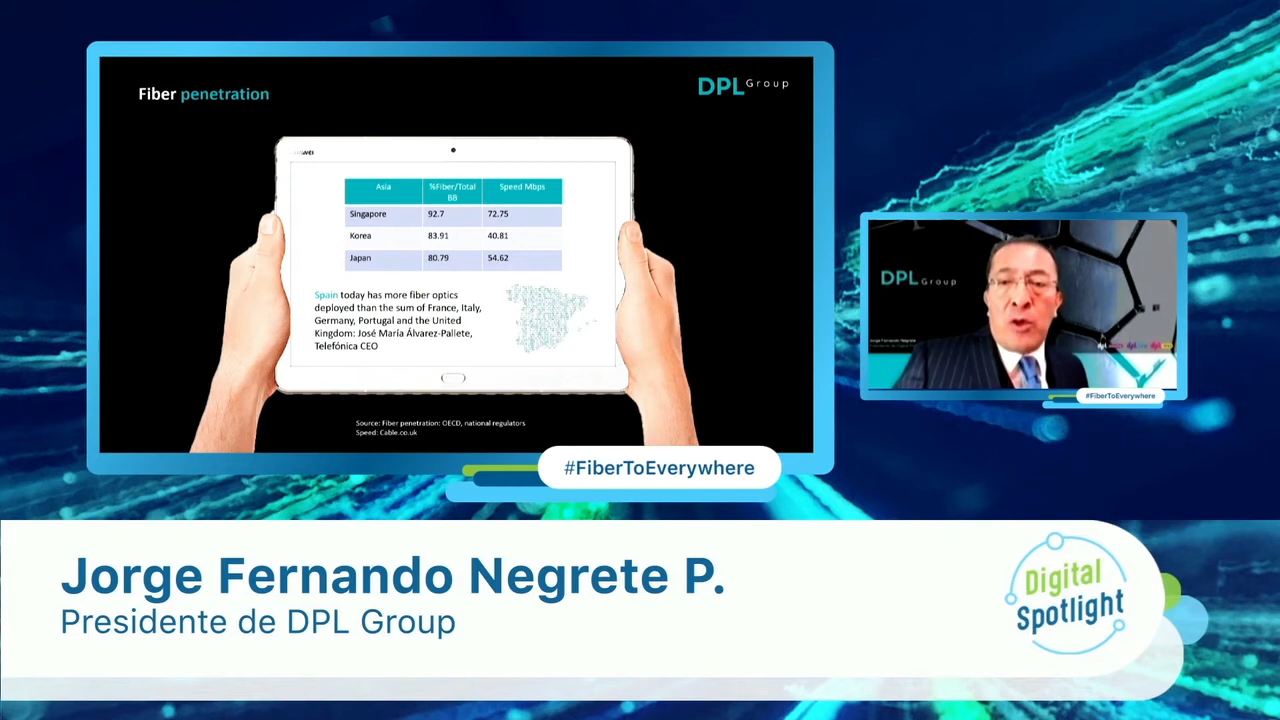 Fiber penetration
DPL Group
Asia %Fiber/Total BB Speed Mbps
Singapore 92.7 72.75
Korea 83.91 40.81
Japan 80.79 54.62
Spain today has more fiber optics
deployed than the sum of France, Italy,
Germany, Portugal and the United
Kingdom: José María Álvarez-Pallete,
Telefónica CEO
Source: Fiber penetration: OECD, national regulators
Speed: Cable.co.uk
#FiberToEverywhere
DPL Group
Jorge Fernando Negrete
#FiberToEverywhere
Jorge Fernando Negrete P.
Presidente de DPL Group
Digital
Spotlight